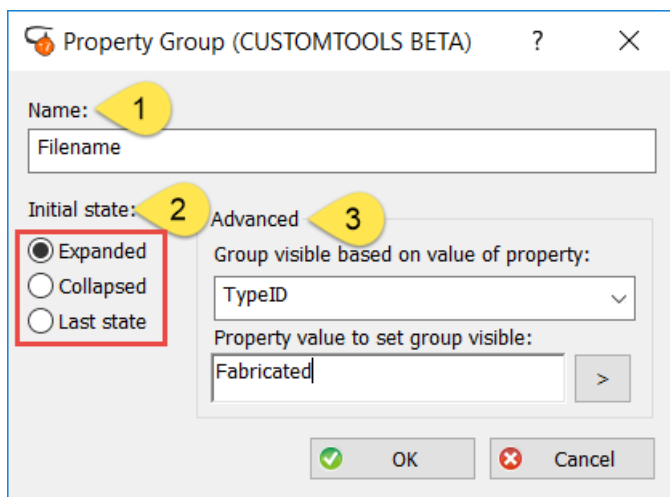 Property Group (CUSTOMTOOLS BETA) ?
Name: 1
Filename
Initial state: 2
Expanded
Collapsed
Last state
Advanced 3
Group visible based on value of property:
TypeID
Property value to set group visible:
Fabricated
>
OK
Cancel